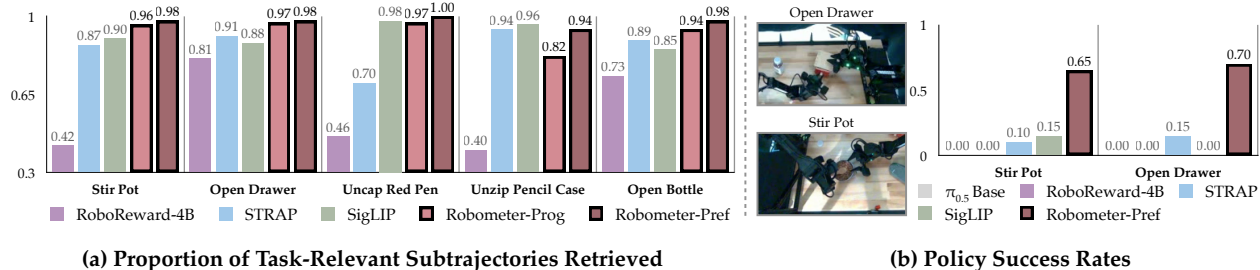 1
0.65
0.3
0.42 0.87 0.90 0.96 0.98
0.81 0.91 0.88 0.97 0.98
0.46 0.70 0.98 0.97 1.00
0.40 0.94 0.96 0.82 0.94
0.73 0.89 0.85 0.94 0.98
Stir Pot Open Drawer Uncap Red Pen Unzip Pencil Case Open Bottle
RoboReward-4B STRAP SigLIP Robometer-Prog Robometer-Pref
(a) Proportion of Task-Relevant Subtrajectories Retrieved
Open Drawer
Stir Pot
1
0.5
0
0.00 0.00 0.10 0.15 0.65
0.00 0.00 0.15 0.00 0.70
Stir Pot Open Drawer
π0.5 Base RoboReward-4B STRAP
SigLIP Robometer-Pref
(b) Policy Success Rates